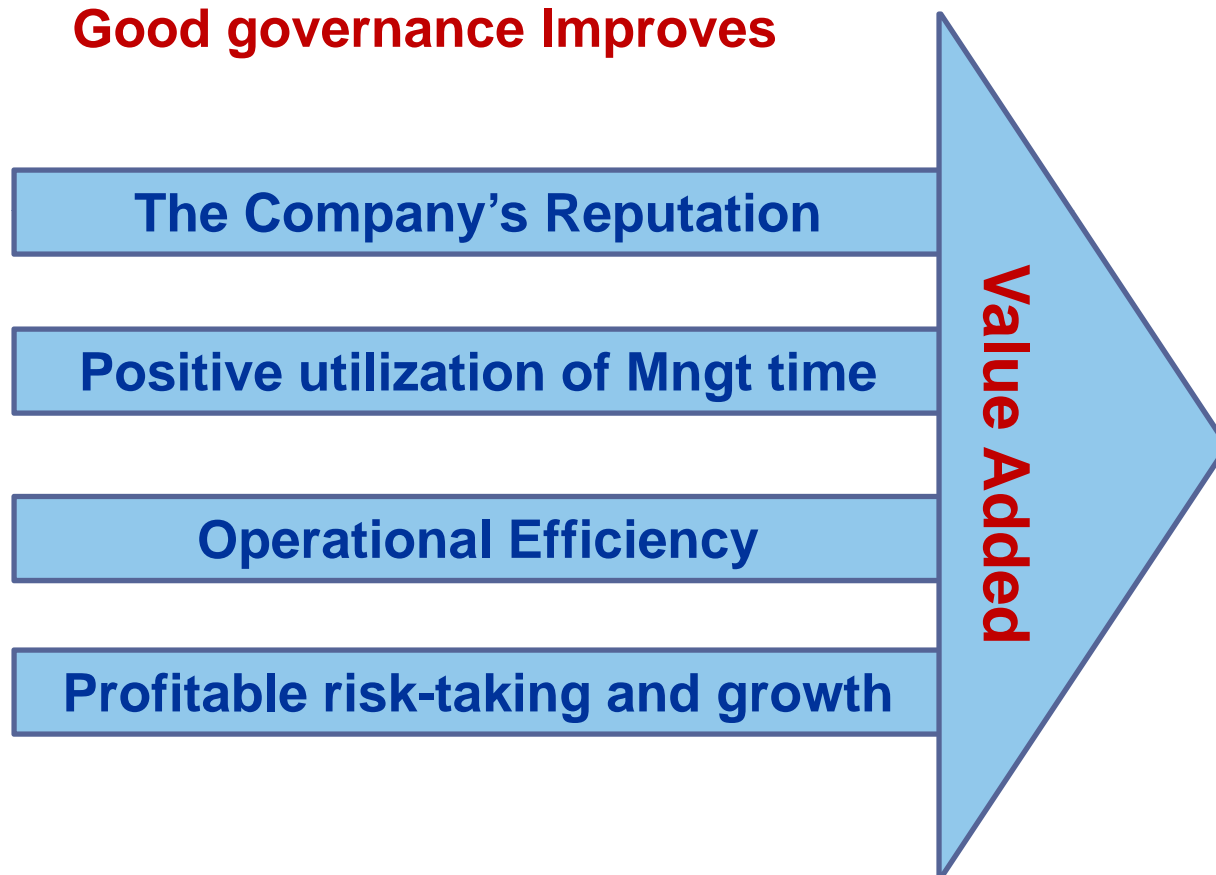 Good governance Improves
The Company’s Reputation
Positive utilization of Mngt time
Operational Efficiency
Profitable risk-taking and growth
Value Added